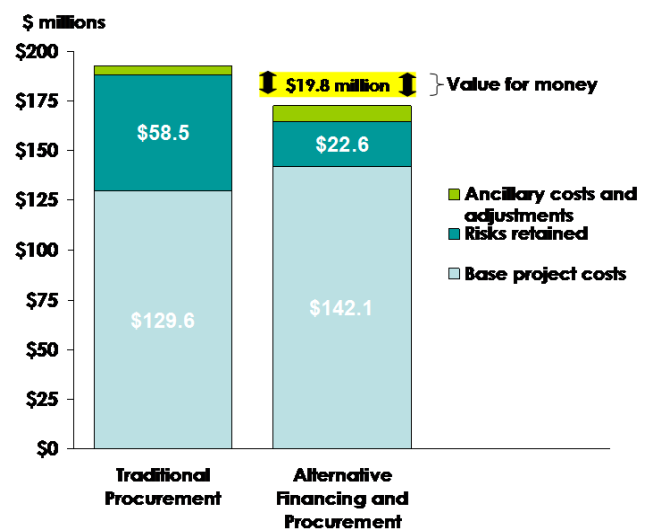 $ millions
$200
$175
$150
$125
$100
$75
$50
$25
$0
$58.5
$129.6
$19.8 million
$22.6
$142.1
Value for money
Ancillary costs and
adjustments
Risks retained
Base project costs
Traditional
Procurement
Alternative
Financing and
Procurement